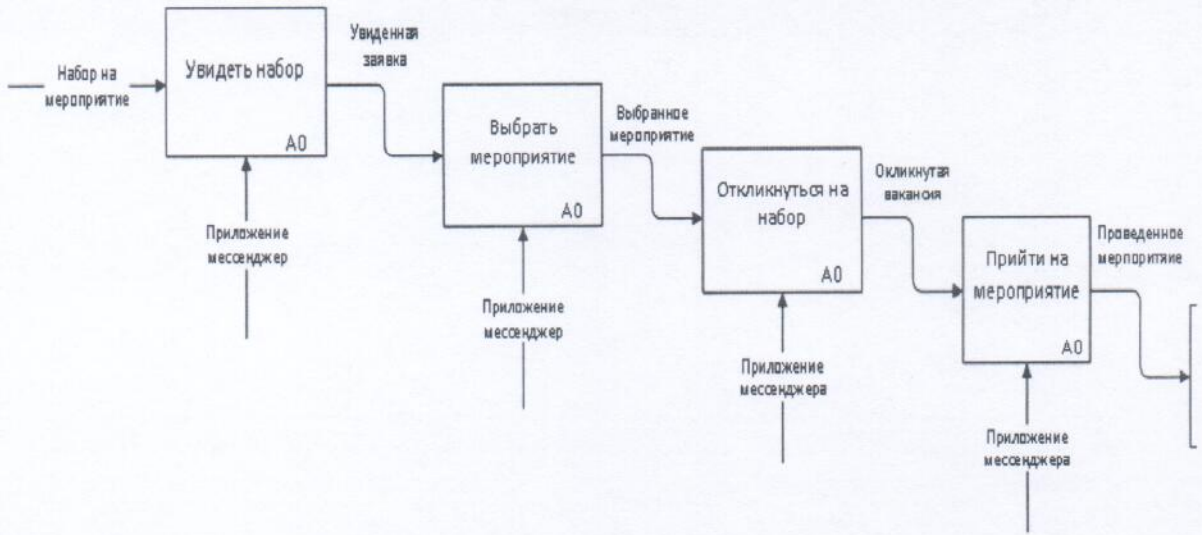 Набор на
мероприятие
Увидеть набор
A0
Приложение
мессенджер
Увиденная
заявка
Выбрать
мероприятие
A0
Приложение
мессенджер
Выбранное
мероприятие
Откликнуться на
набор
A0
Приложение
мессенджера
Окликнутая
вакансия
Прийти на
мероприятие
A0
Приложение
мессенджера
Проведенное
мерпоритяие